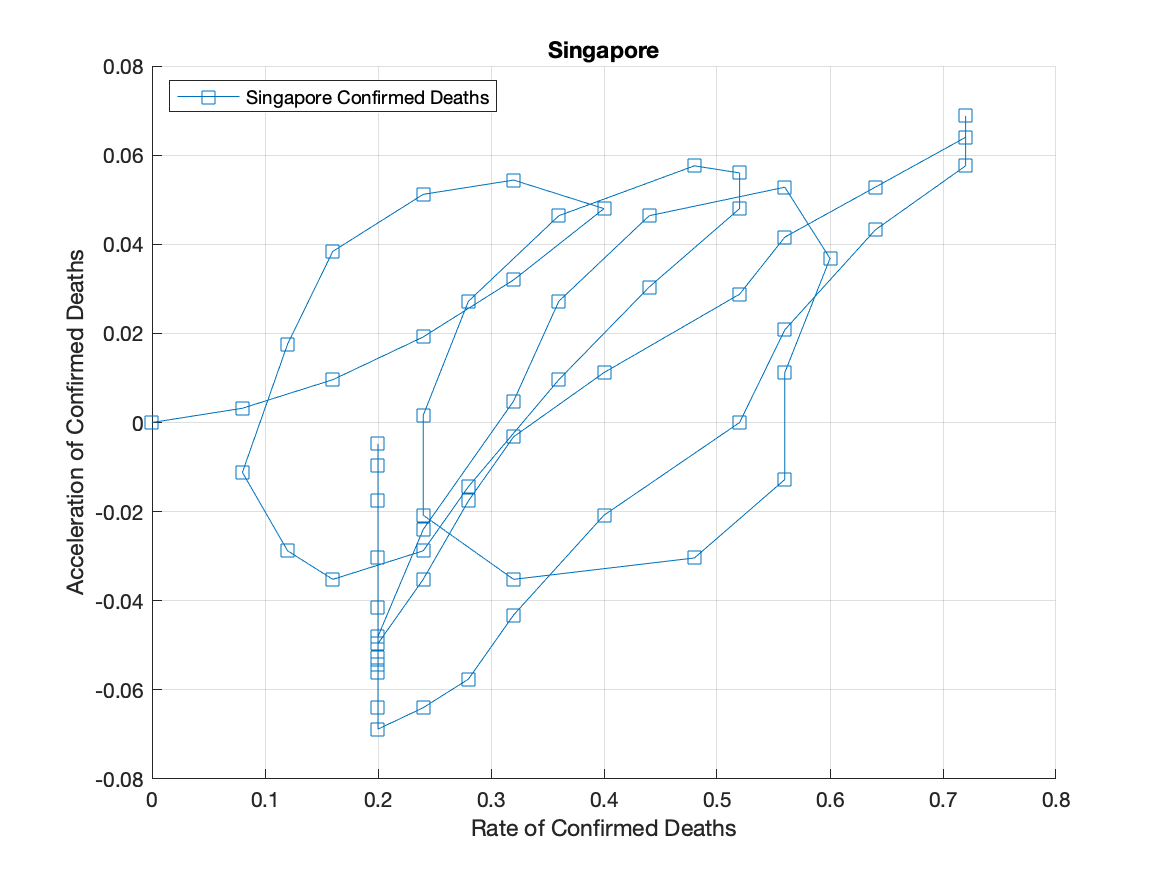 Singapore
Singapore Confirmed Deaths
0.08
0.06
0.04
0.02
0
-0.02
-0.04
-0.06
-0.08
Acceleration of Confirmed Deaths
0 0.1 0.2 0.3 0.4 0.5 0.6 0.7 0.8
Rate of Confirmed Deaths